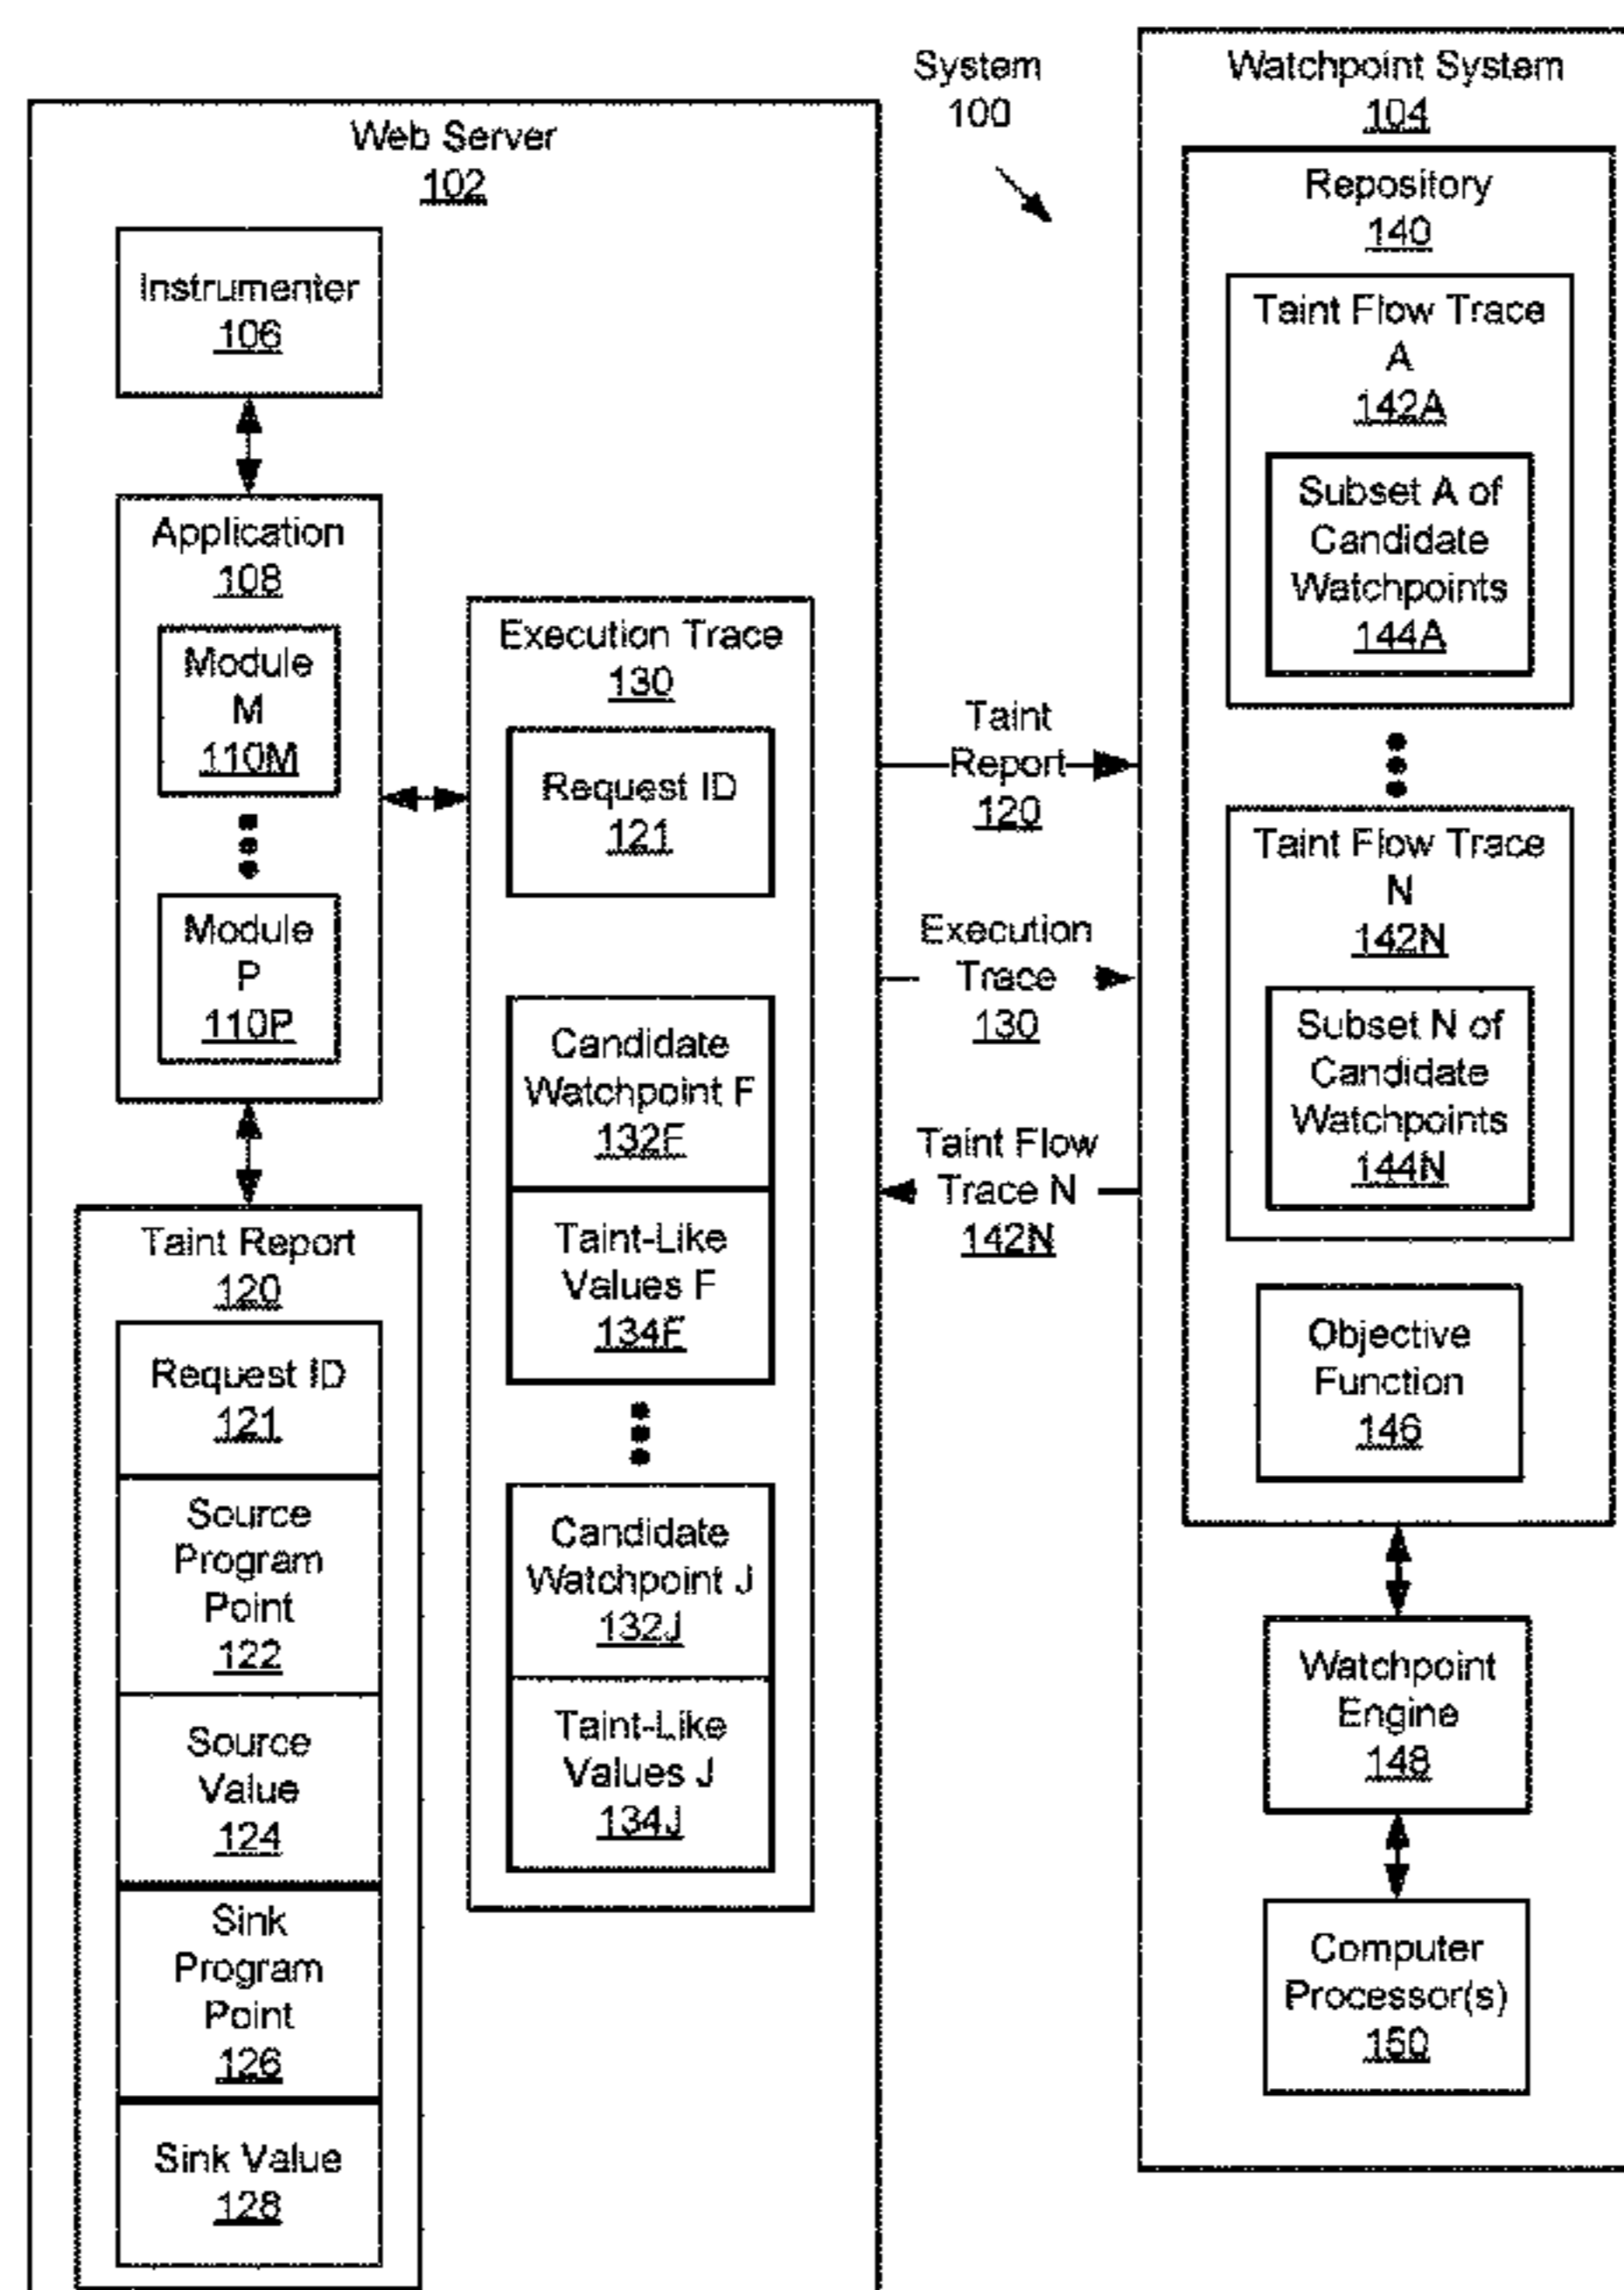 System
100
Web Server
102
Instrumenter
106
Application
108
Module
M
110M
Module
P
110P
Taint Report
120
Request ID
121
Source
Program
Point
122
Source
Value
124
Sink
Program
Point
126
Sink Value
128
Execution Trace
130
Request ID
121
Candidate
Watchpoint F
132F
Taint-Like
Values F
134F
Candidate
Watchpoint J
132J
Taint-Like
Values J
134J
Taint
Report
120
Execution
Trace
130
Taint Flow
Trace N
142N
Watchpoint System
104
Repository
140
Taint Flow Trace
A
142A
Subset A of
Candidate
Watchpoints
144A
Taint Flow Trace
N
142N
Subset N of
Candidate
Watchpoints
144N
Objective
Function
146
Watchpoint
Engine
148
Computer
Processor(s)
150